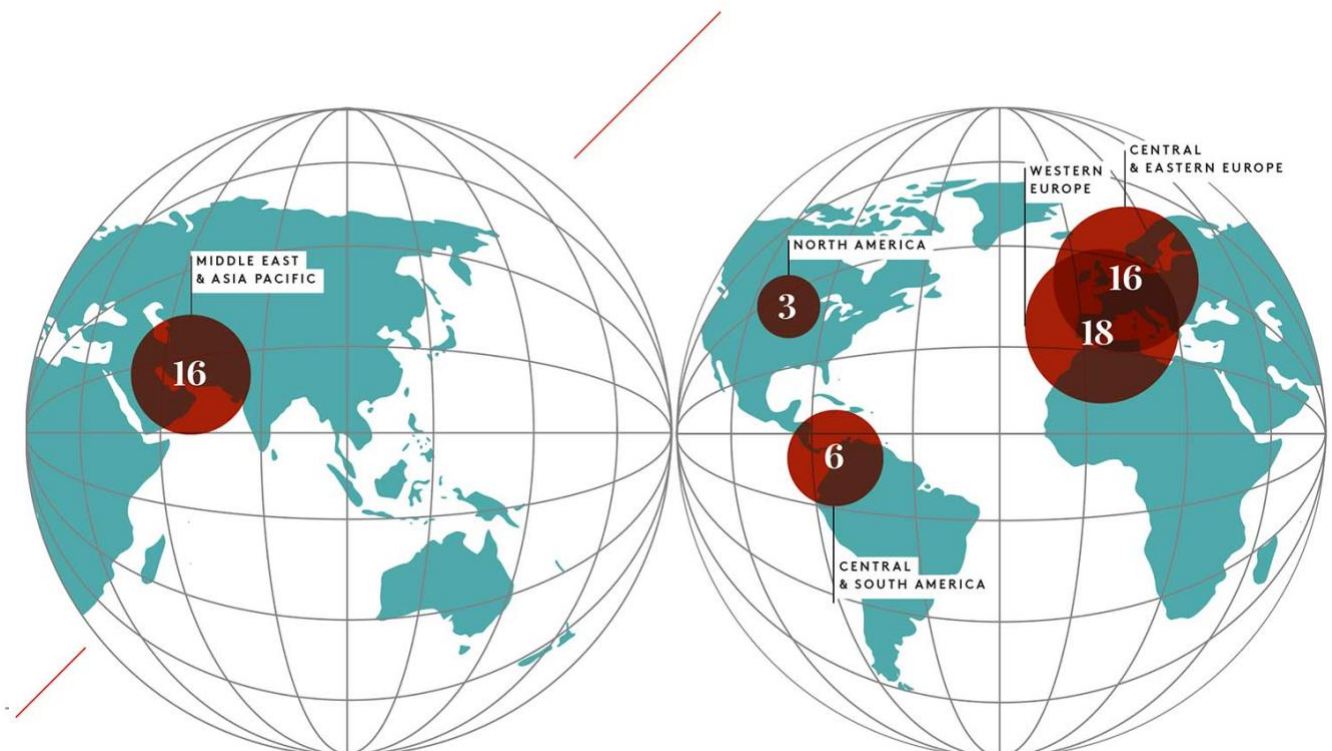 MIDDLE EAST
& ASIA PACIFIC
16
NORTH AMERICA
3
WESTERN
EUROPE
18
CENTRAL
& EASTERN EUROPE
16
6
CENTRAL
& SOUTH AMERICA